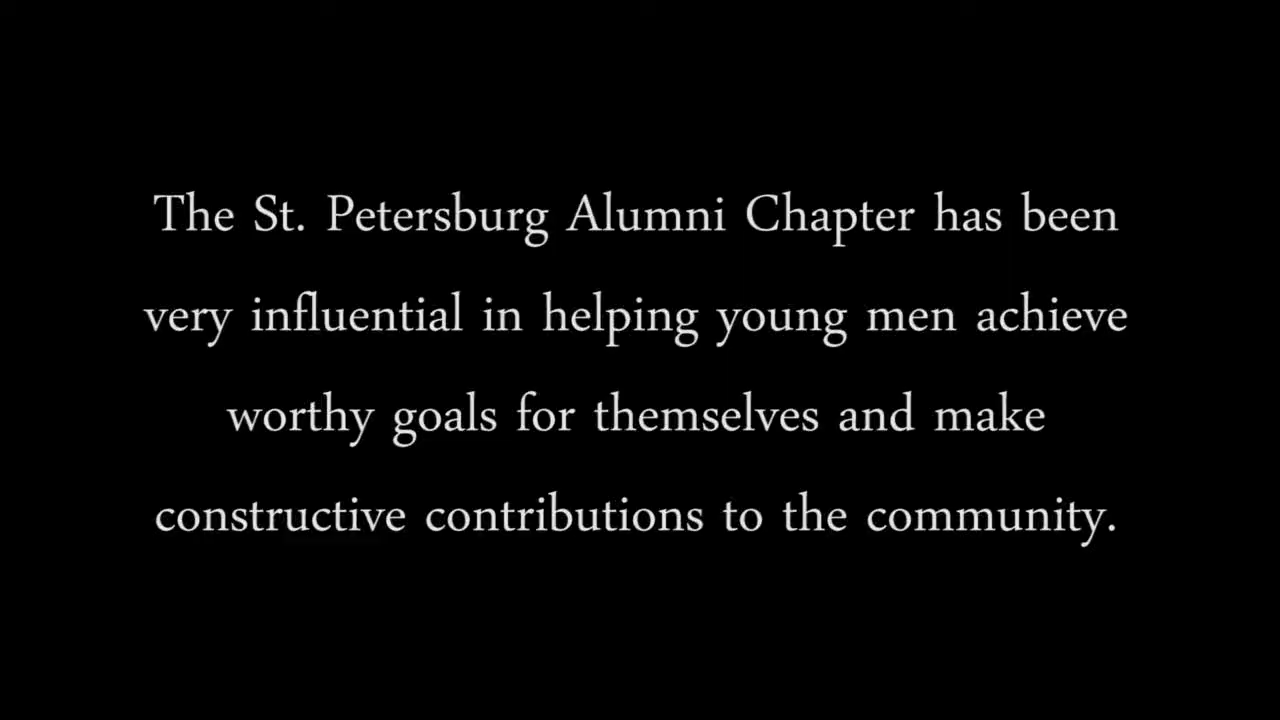 The St. Petersburg Alumni Chapter has been
very influential in helping young men achieve
worthy goals for themselves and make
constructive contributions to the community.